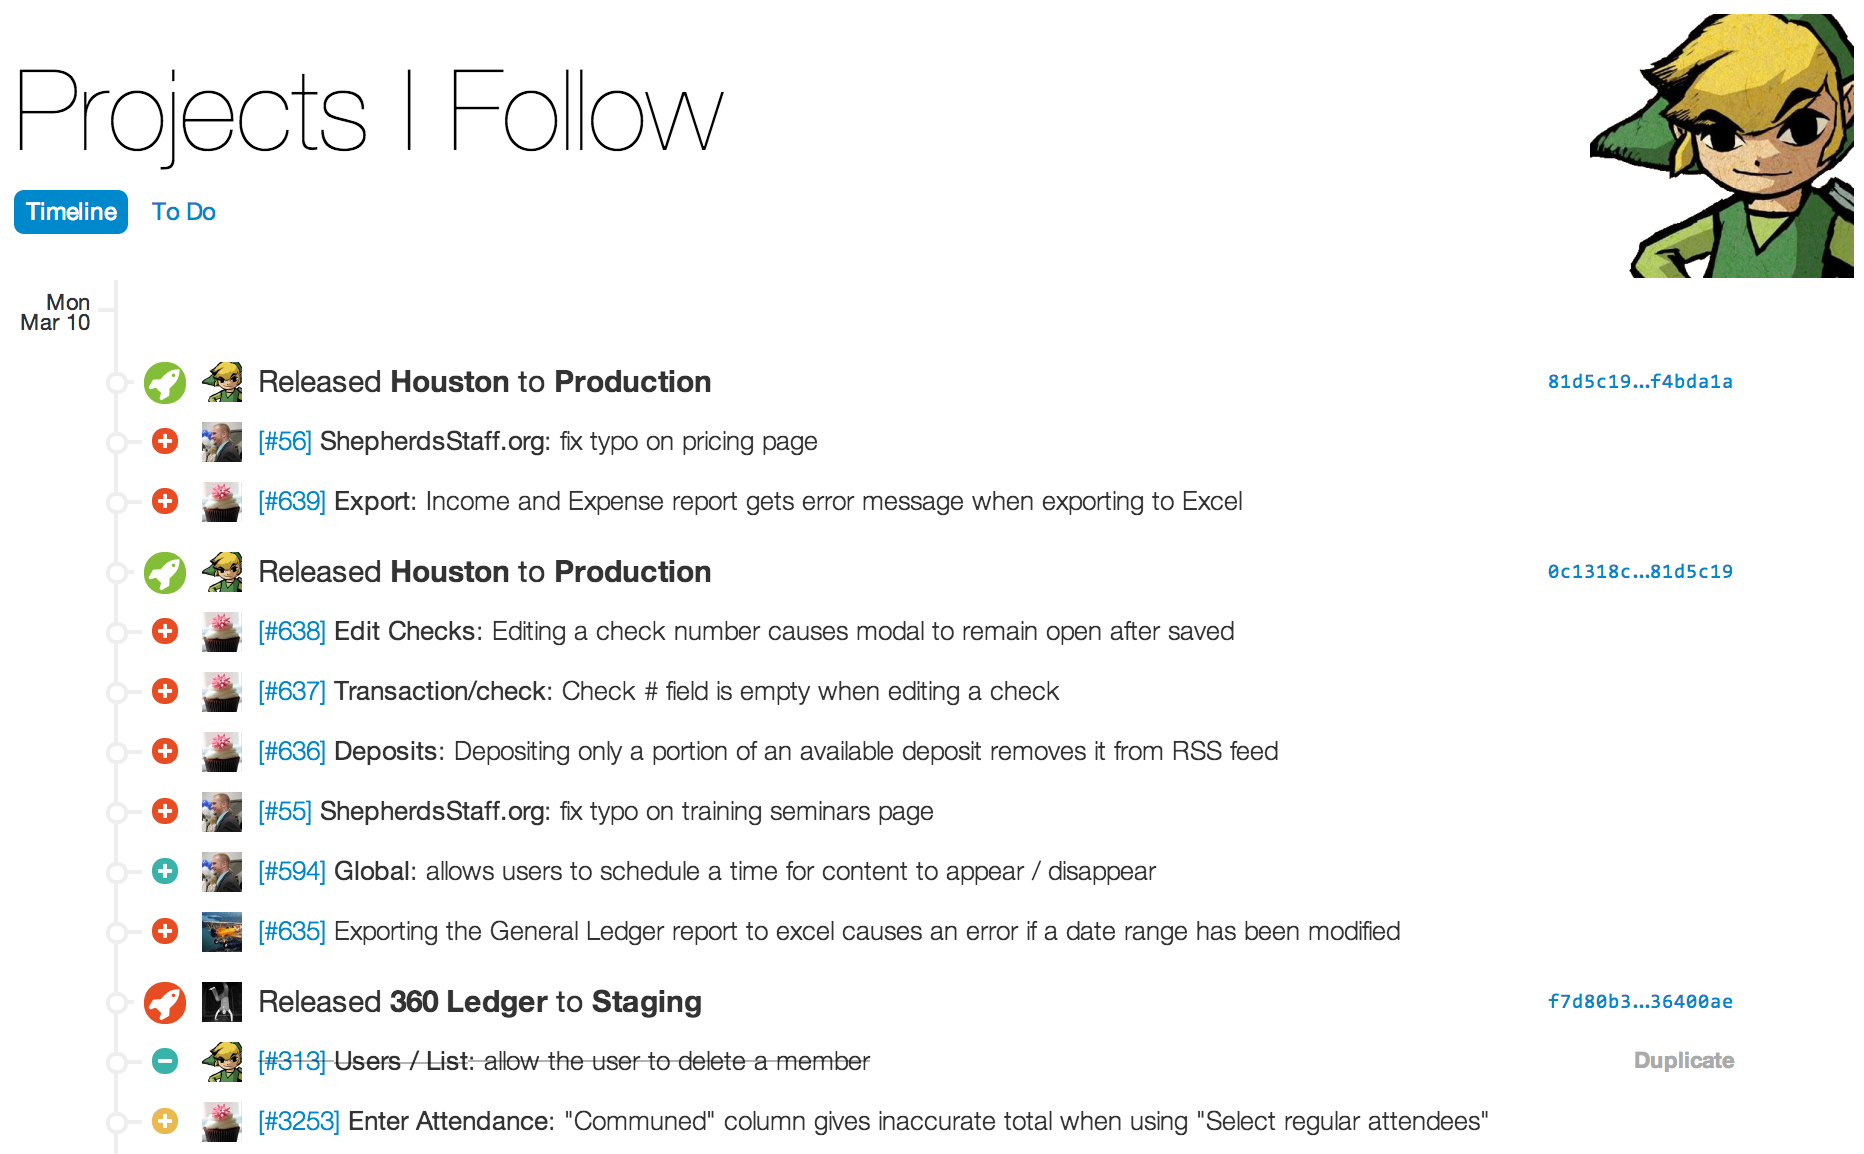 Projects I Follow
Timeline To Do
Mon
Mar 10
Released Houston to Production 81d5c19...f4bda1a
[#56] ShepherdsStaff.org: fix typo on pricing page
[#639] Export: Income and Expense report gets error message when exporting to Excel
Released Houston to Production 0c1318c...81d5c19
[#638] Edit Checks: Editing a check number causes modal to remain open after saved
[#637] Transaction/check: Check # field is empty when editing a check
[#636] Deposits: Depositing only a portion of an available deposit removes it from RSS feed
[#55] ShepherdsStaff.org: fix typo on training seminars page
[#594] Global: allows users to schedule a time for content to appear / disappear
[#635] Exporting the General Ledger report to excel causes an error if a date range has been modified
Released 360 Ledger to Staging f7d80b3...36400ae
[#313] Users / List: allow the user to delete a member Duplicate
[#3253] Enter Attendance: "Communed" column gives inaccurate total when using "Select regular attendees"